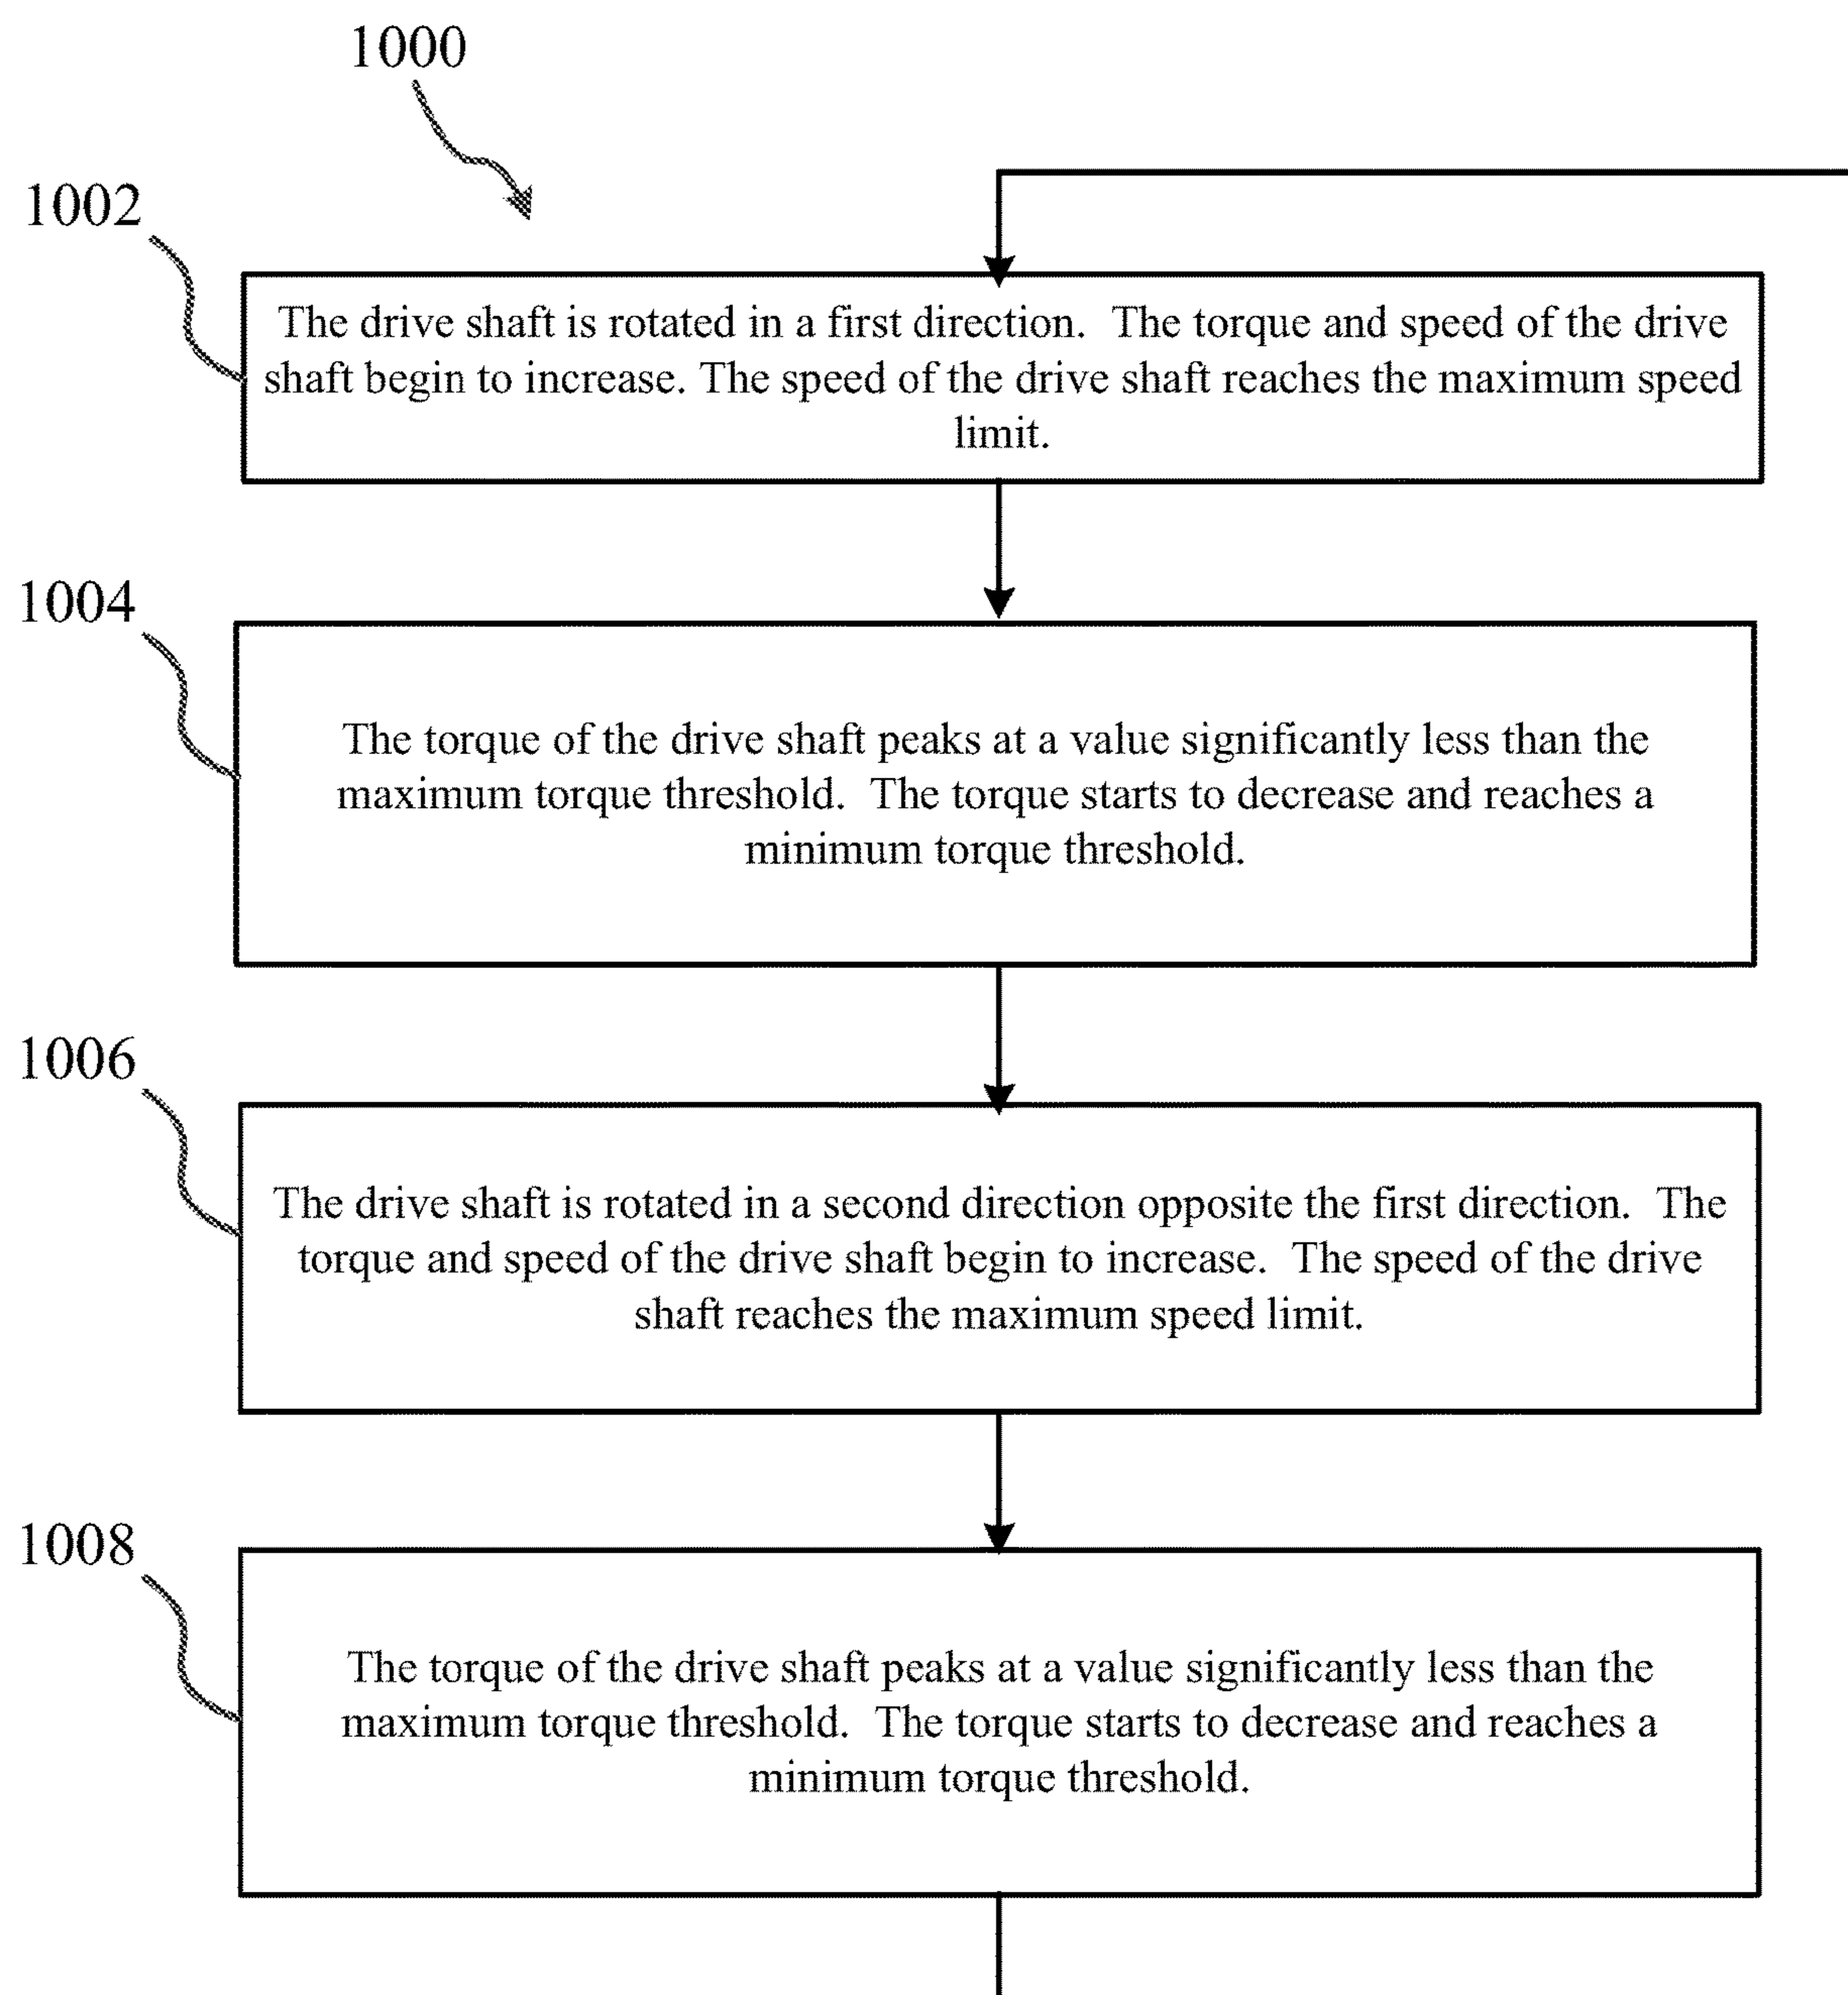 1000
1002
The drive shaft is rotated in a first direction.  The torque and speed of the drive
shaft begin to increase. The speed of the drive shaft reaches the maximum speed
limit.
1004
The torque of the drive shaft peaks at a value significantly less than the
maximum torque threshold.  The torque starts to decrease and reaches a
minimum torque threshold.
1006
The drive shaft is rotated in a second direction opposite the first direction.  The
torque and speed of the drive shaft begin to increase.  The speed of the drive
shaft reaches the maximum speed limit.
1008
The torque of the drive shaft peaks at a value significantly less than the
maximum torque threshold.  The torque starts to decrease and reaches a
minimum torque threshold.